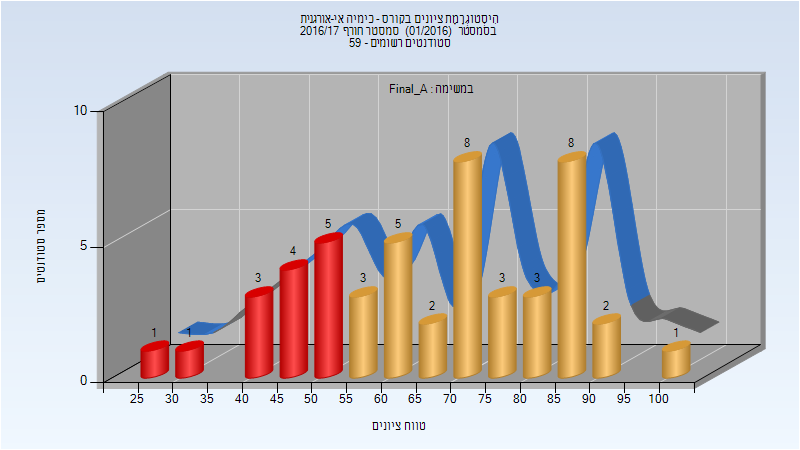 היסטוגרמת ציונים בקורס - כימיה אי-אורגנית
בסמסטר (01/2016) סמסטר חורף 2016/17
סטודנטים רשומים - 59
במשימה : Final_A
מספר סטודנטים
10
5
0
1
1
3
4
5
3
5
2
8
3
3
8
2
1
25 30 35 40 45 50 55 60 65 70 75 80 85 90 95 100
טווח ציונים